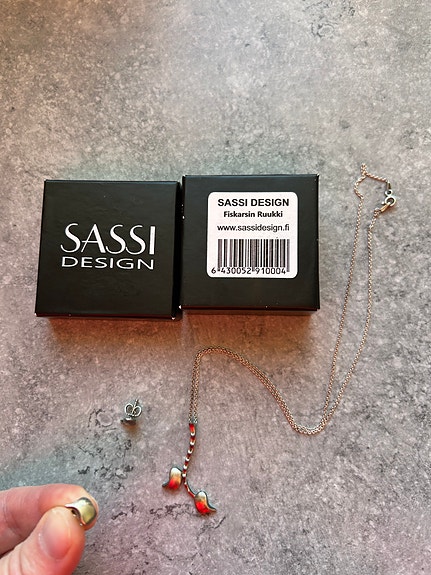 SASSI
DESIGN
SASSI DESIGN
Fiskarsin Ruukki
www.sassidesign.fi
6 430052 910004